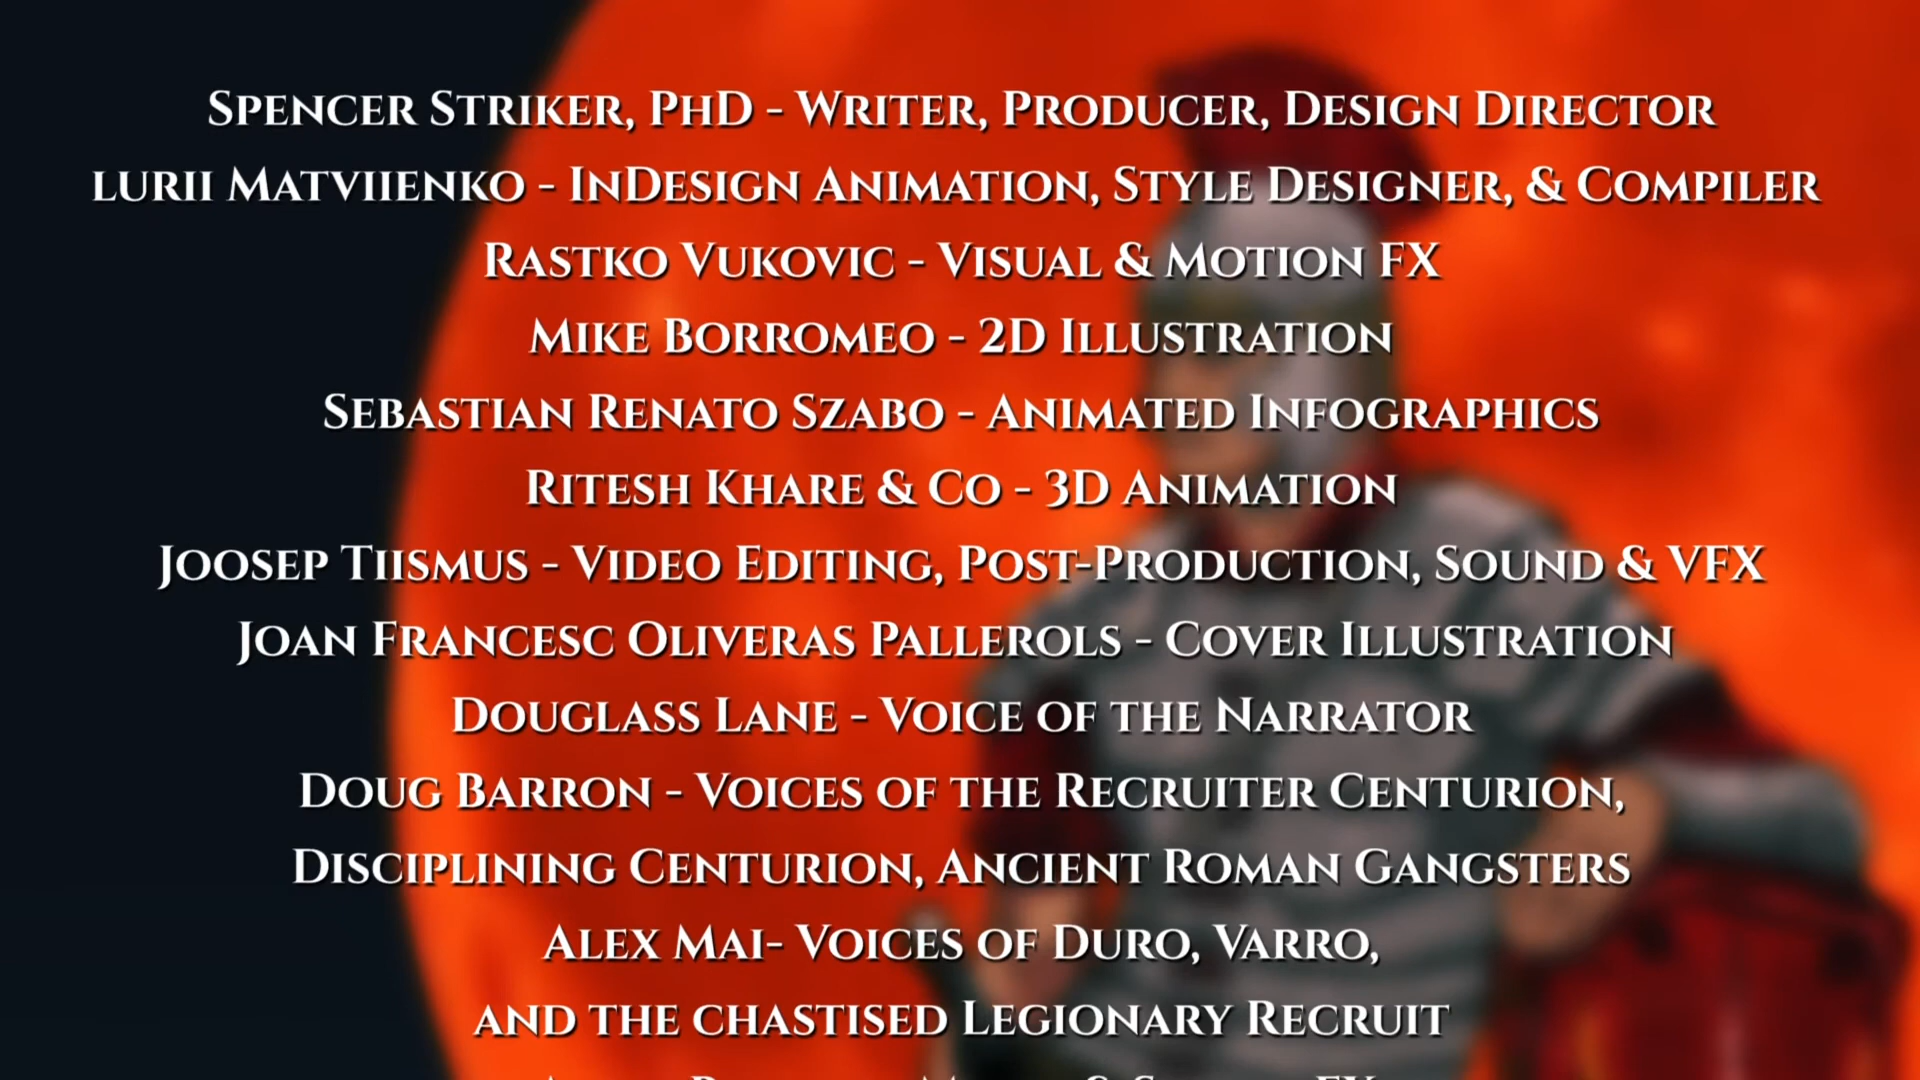 Spencer Striker, PhD - Writer, Producer, Design Director
lurii Matviienko - InDesign Animation, Style Designer, & Compiler
Rastko Vukovic - Visual & Motion FX
Mike Borromeo - 2D Illustration
Sebastian Renato Szabo - Animated Infographics
Ritesh Khare & Co - 3D Animation
Joosep Tiismus - Video Editing, Post-Production, Sound & VFX
Joan Francesc Oliveras Pallerols - Cover Illustration
Douglass Lane - Voice of the Narrator
Doug Barron - Voices of the Recruiter Centurion,
Disciplining Centurion, Ancient Roman Gangsters
Alex Mai- Voices of Duro, Varro,
and the chastised Legionary Recruit